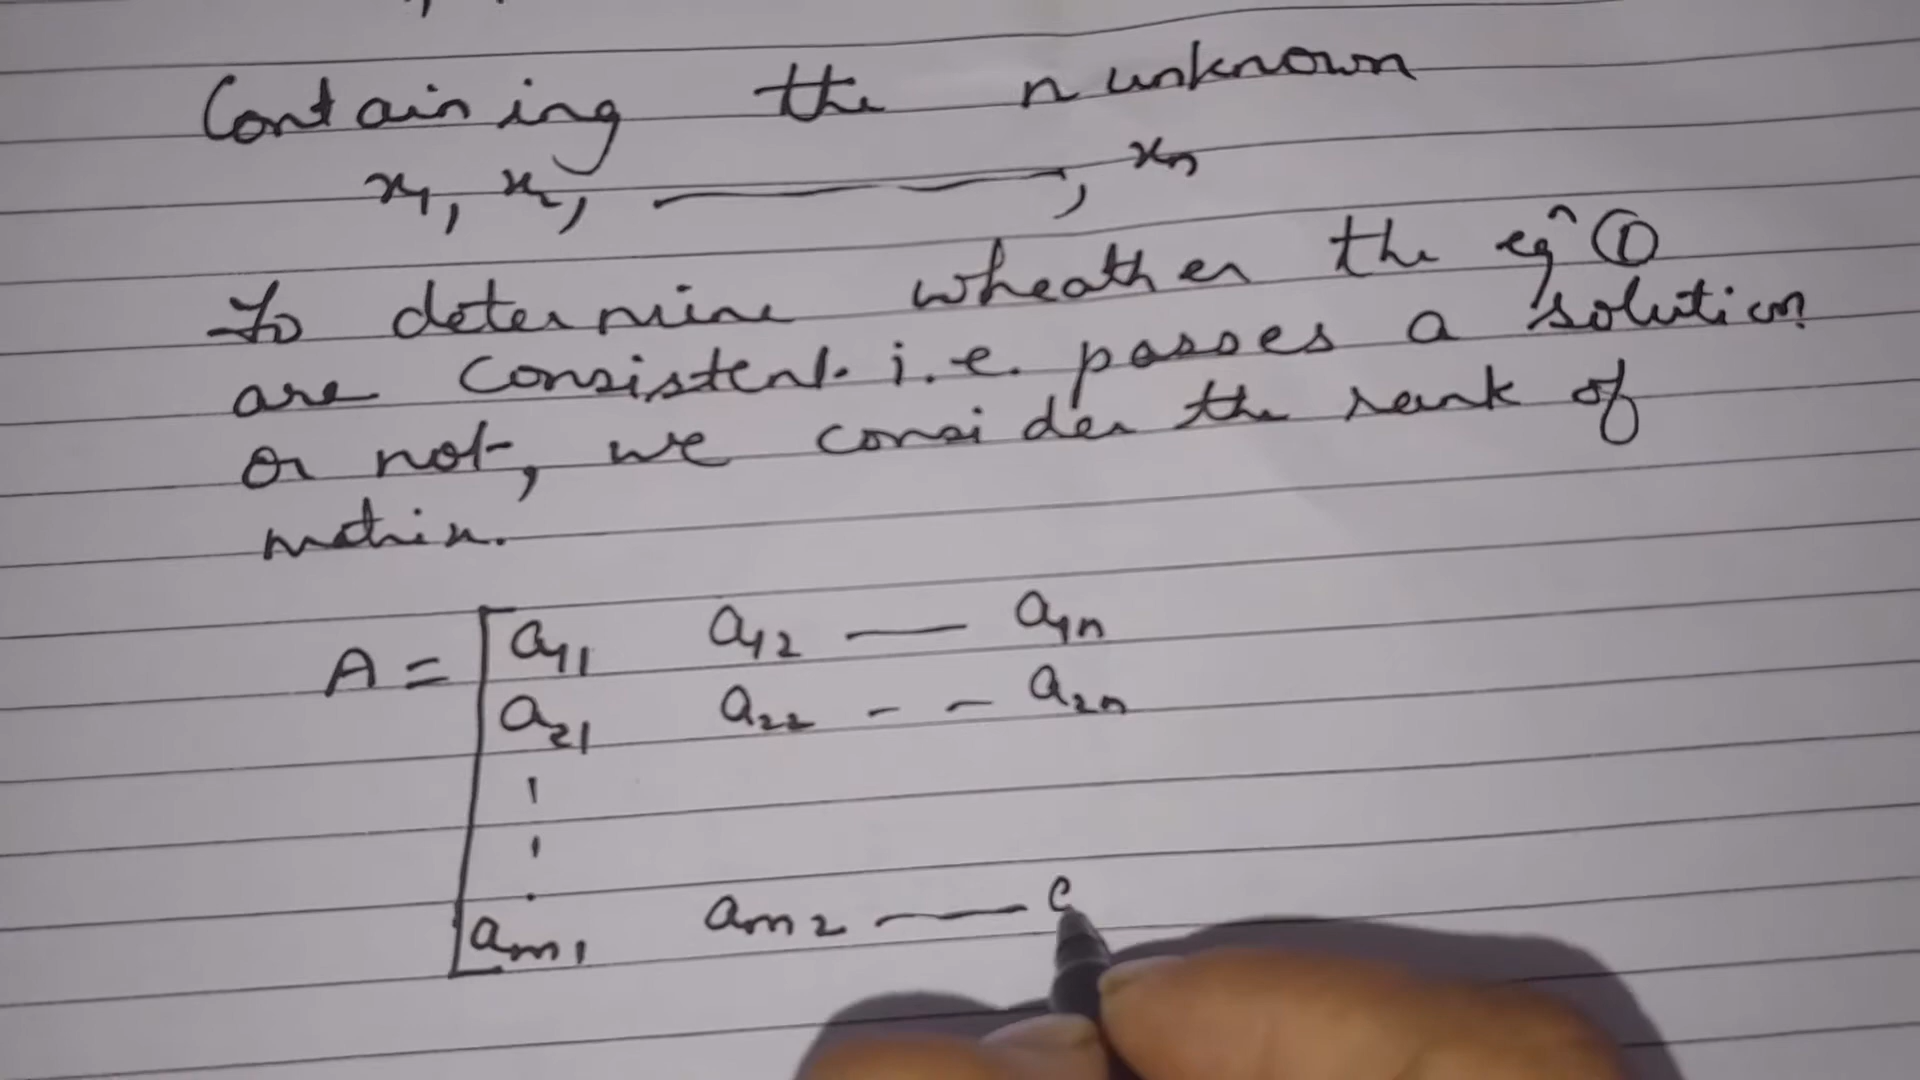 Containing the n unknown
x1, x2, ———, xn
To determine wheather the eqn ①
are consistent. i.e. posses a solution
or not, we consider the rank of
matrix.
A = [ a11 a12 — a1n
a21 a22 - - a2n
am1 am2 —